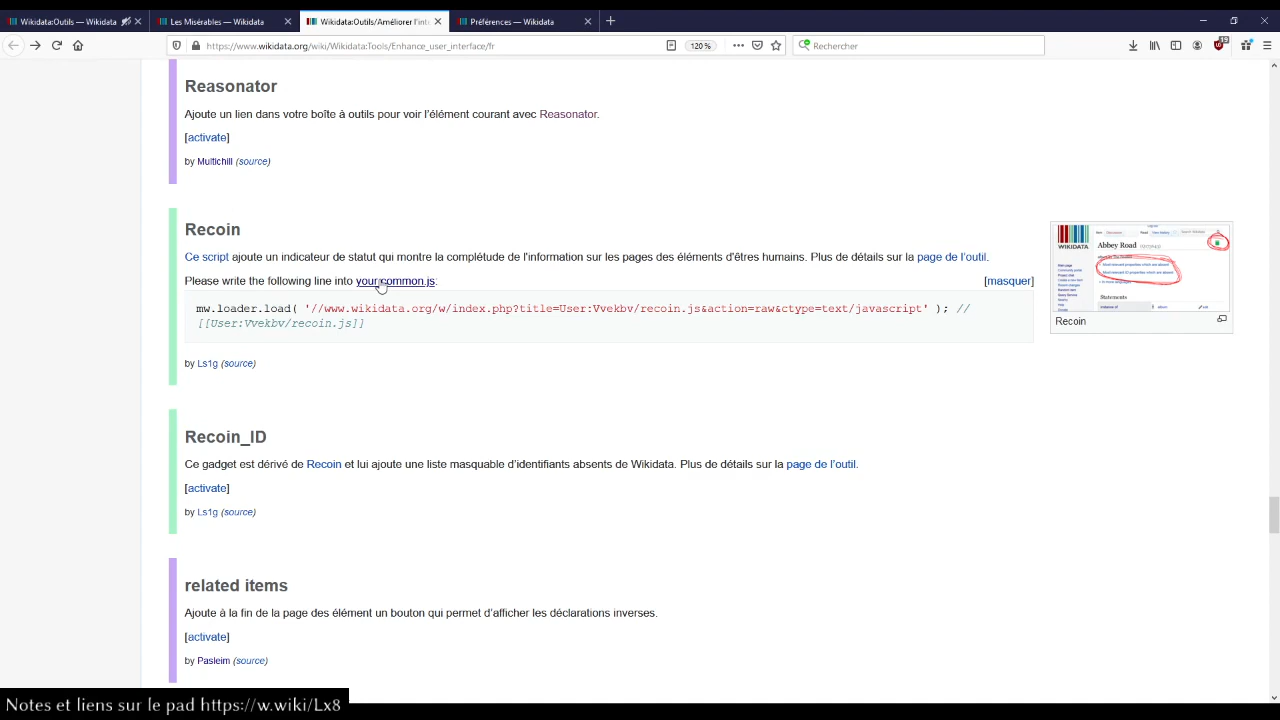 Wikidata:Outils — Wikidata
Les Misérables — Wikidata
Wikidata:Outils/Améliorer l'inte
Préférences — Wikidata
https://www.wikidata.org/wiki/Wikidata:Tools/Enhance_user_interface/fr
120 %
Rechercher
Reasonator
Ajoute un lien dans votre boîte à outils pour voir l'élément courant avec Reasonator.
[activate]
by Multichill (source)
Recoin
Ce script ajoute un indicateur de statut qui montre la complétude de l'information sur les pages des éléments d'êtres humains. Plus de détails sur la page de l'outil.
Please write the following line into common.js [masquer]
mw.loader.load( '//www.wikidata.org/w/index.php?title=User:Vvekbv/recoin.js&action=raw&ctype=text/javascript' ); //
[[User:Vvekbv/recoin.js]]
by Ls1g (source)
WIKIDATA
Abbey Road
Statements
Recoin
Recoin_ID
Ce gadget est dérivé de Recoin et lui ajoute une liste masquable d'identifiants absents de Wikidata. Plus de détails sur la page de l'outil.
[activate]
by Ls1g (source)
related items
Ajoute à la fin de la page des élément un bouton qui permet d'afficher les déclarations inverses.
[activate]
by Pasleim (source)
Notes et liens sur le pad https://w.wiki/Lx8